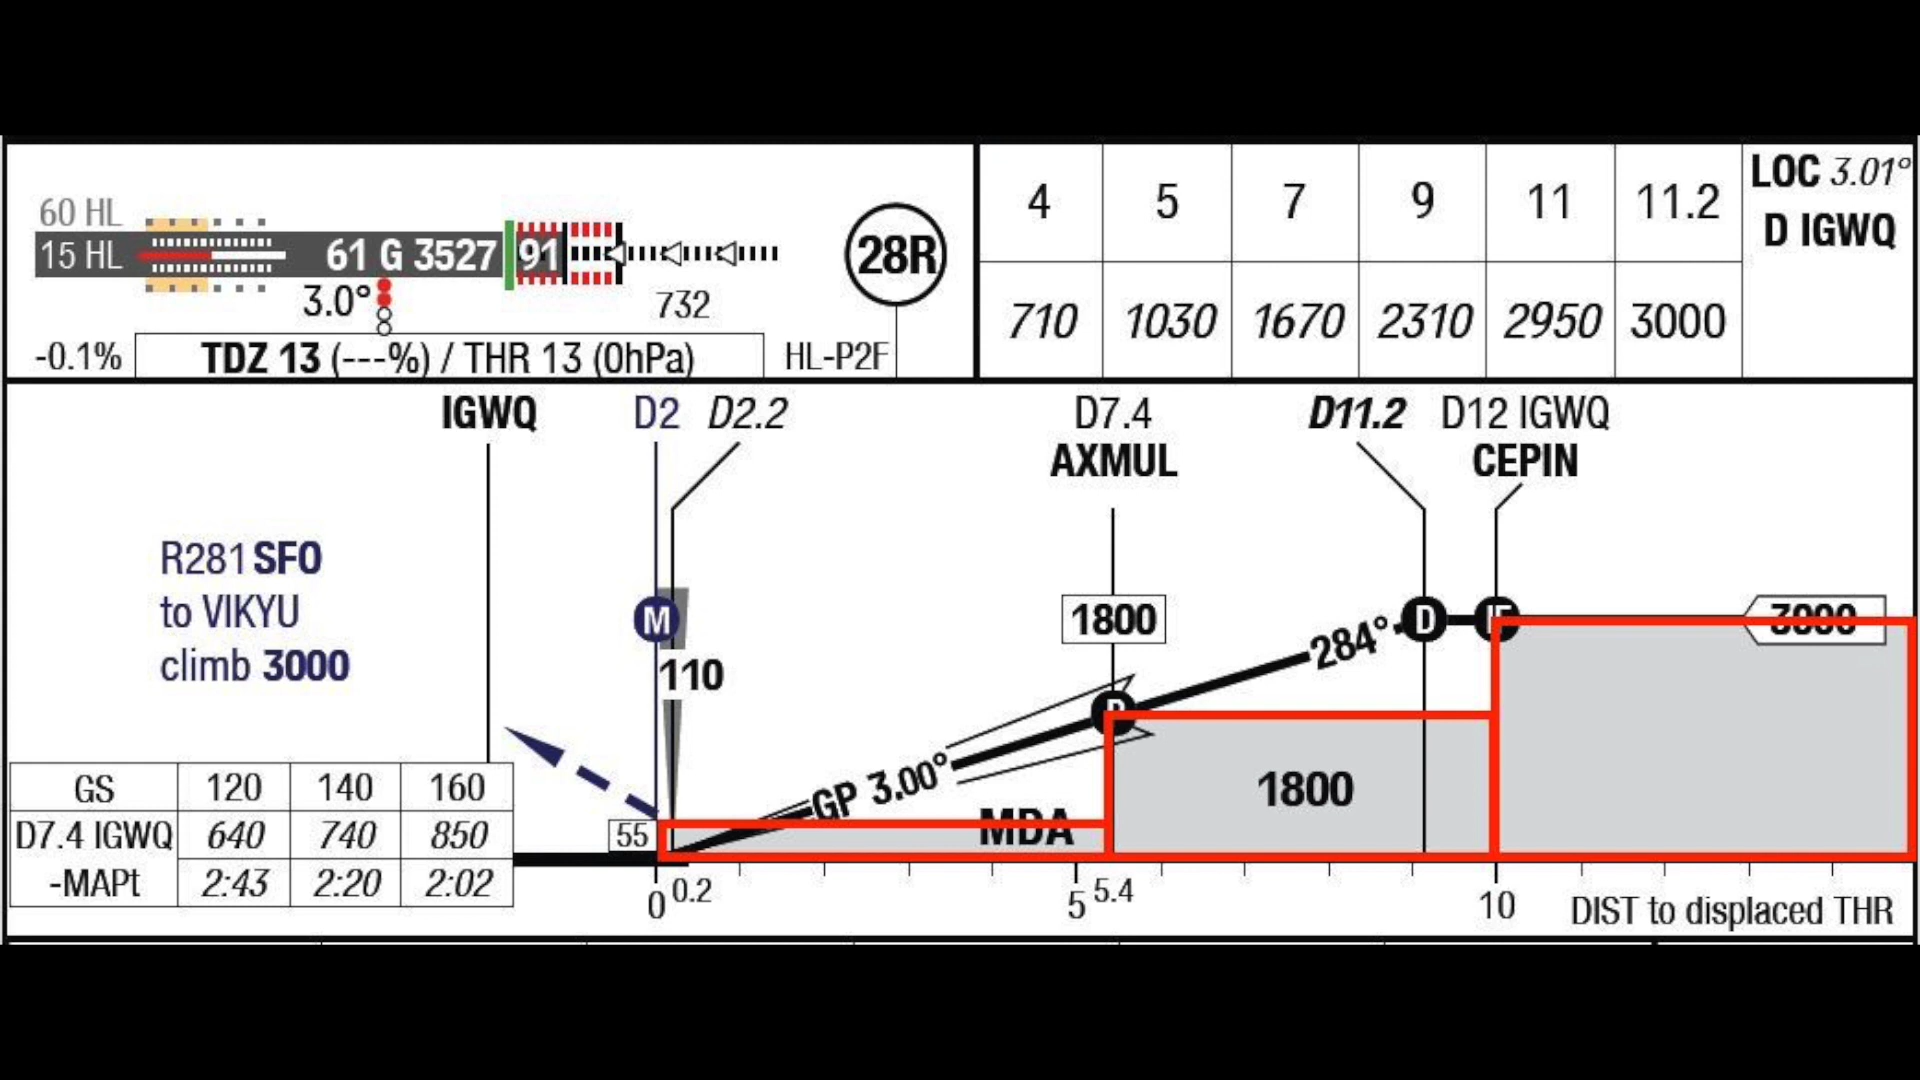 60 HL
15 HL
61 G 3527
91
3.0°
732
28R
-0.1%
TDZ 13 (---%) / THR 13 (0hPa)
HL-P2F
4 5 7 9 11 11.2
710 1030 1670 2310 2950 3000
LOC 3.01°
D IGWQ
IGWQ
D2
D2.2
D7.4
AXMUL
D11.2
D12 IGWQ
CEPIN
R281 SFO
to VIKYU
climb 3000
M
110
1800
284°
D
IF
3000
GP 3.00°
1800
MDA
55
GS 120 140 160
D7.4 IGWQ 640 740 850
-MAPt 2:43 2:20 2:02
0 0.2
5 5.4
10
DIST to displaced THR